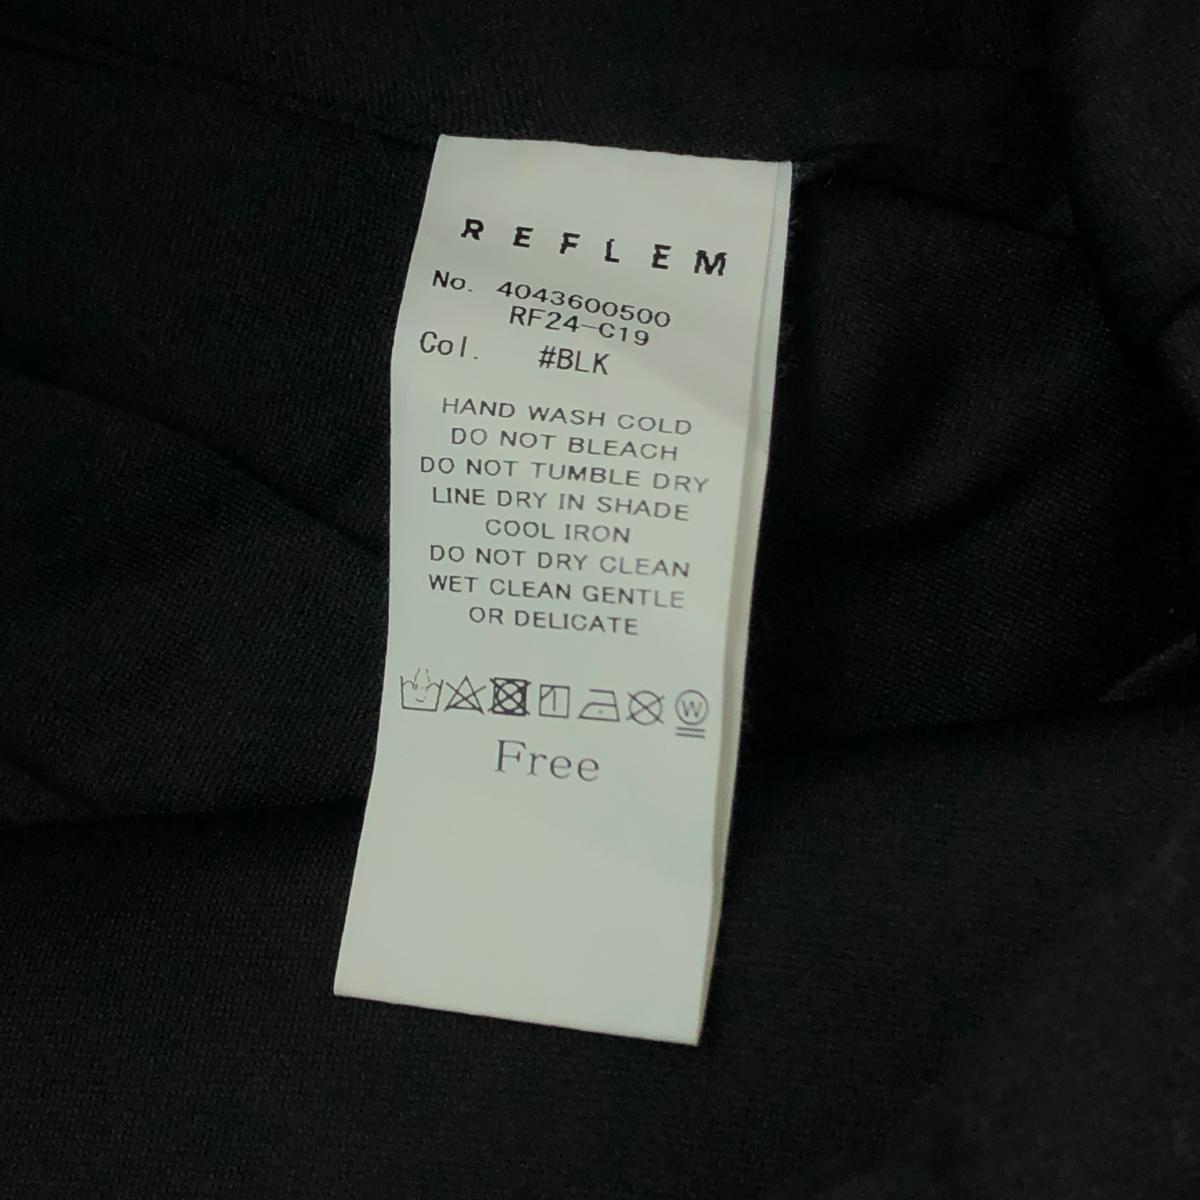 REFLEM
No. 4043600500
RF24-C19
Col. #BLK
HAND WASH COLD
DO NOT BLEACH
DO NOT TUMBLE DRY
LINE DRY IN SHADE
COOL IRON
DO NOT DRY CLEAN
WET CLEAN GENTLE
OR DELICATE
W
Free